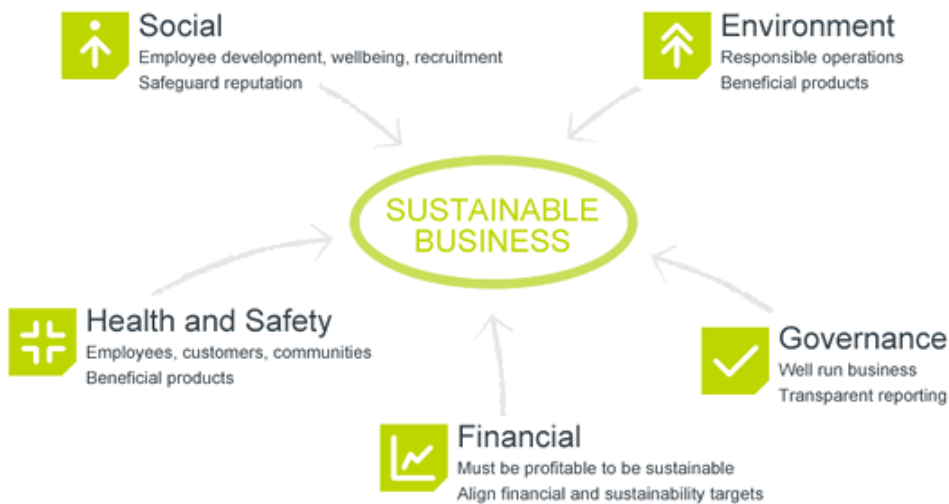 Social
Employee development, wellbeing, recruitment
Safeguard reputation
Environment
Responsible operations
Beneficial products
SUSTAINABLE
BUSINESS
Health and Safety
Employees, customers, communities
Beneficial products
Governance
Well run business
Transparent reporting
Financial
Must be profitable to be sustainable
Align financial and sustainability targets